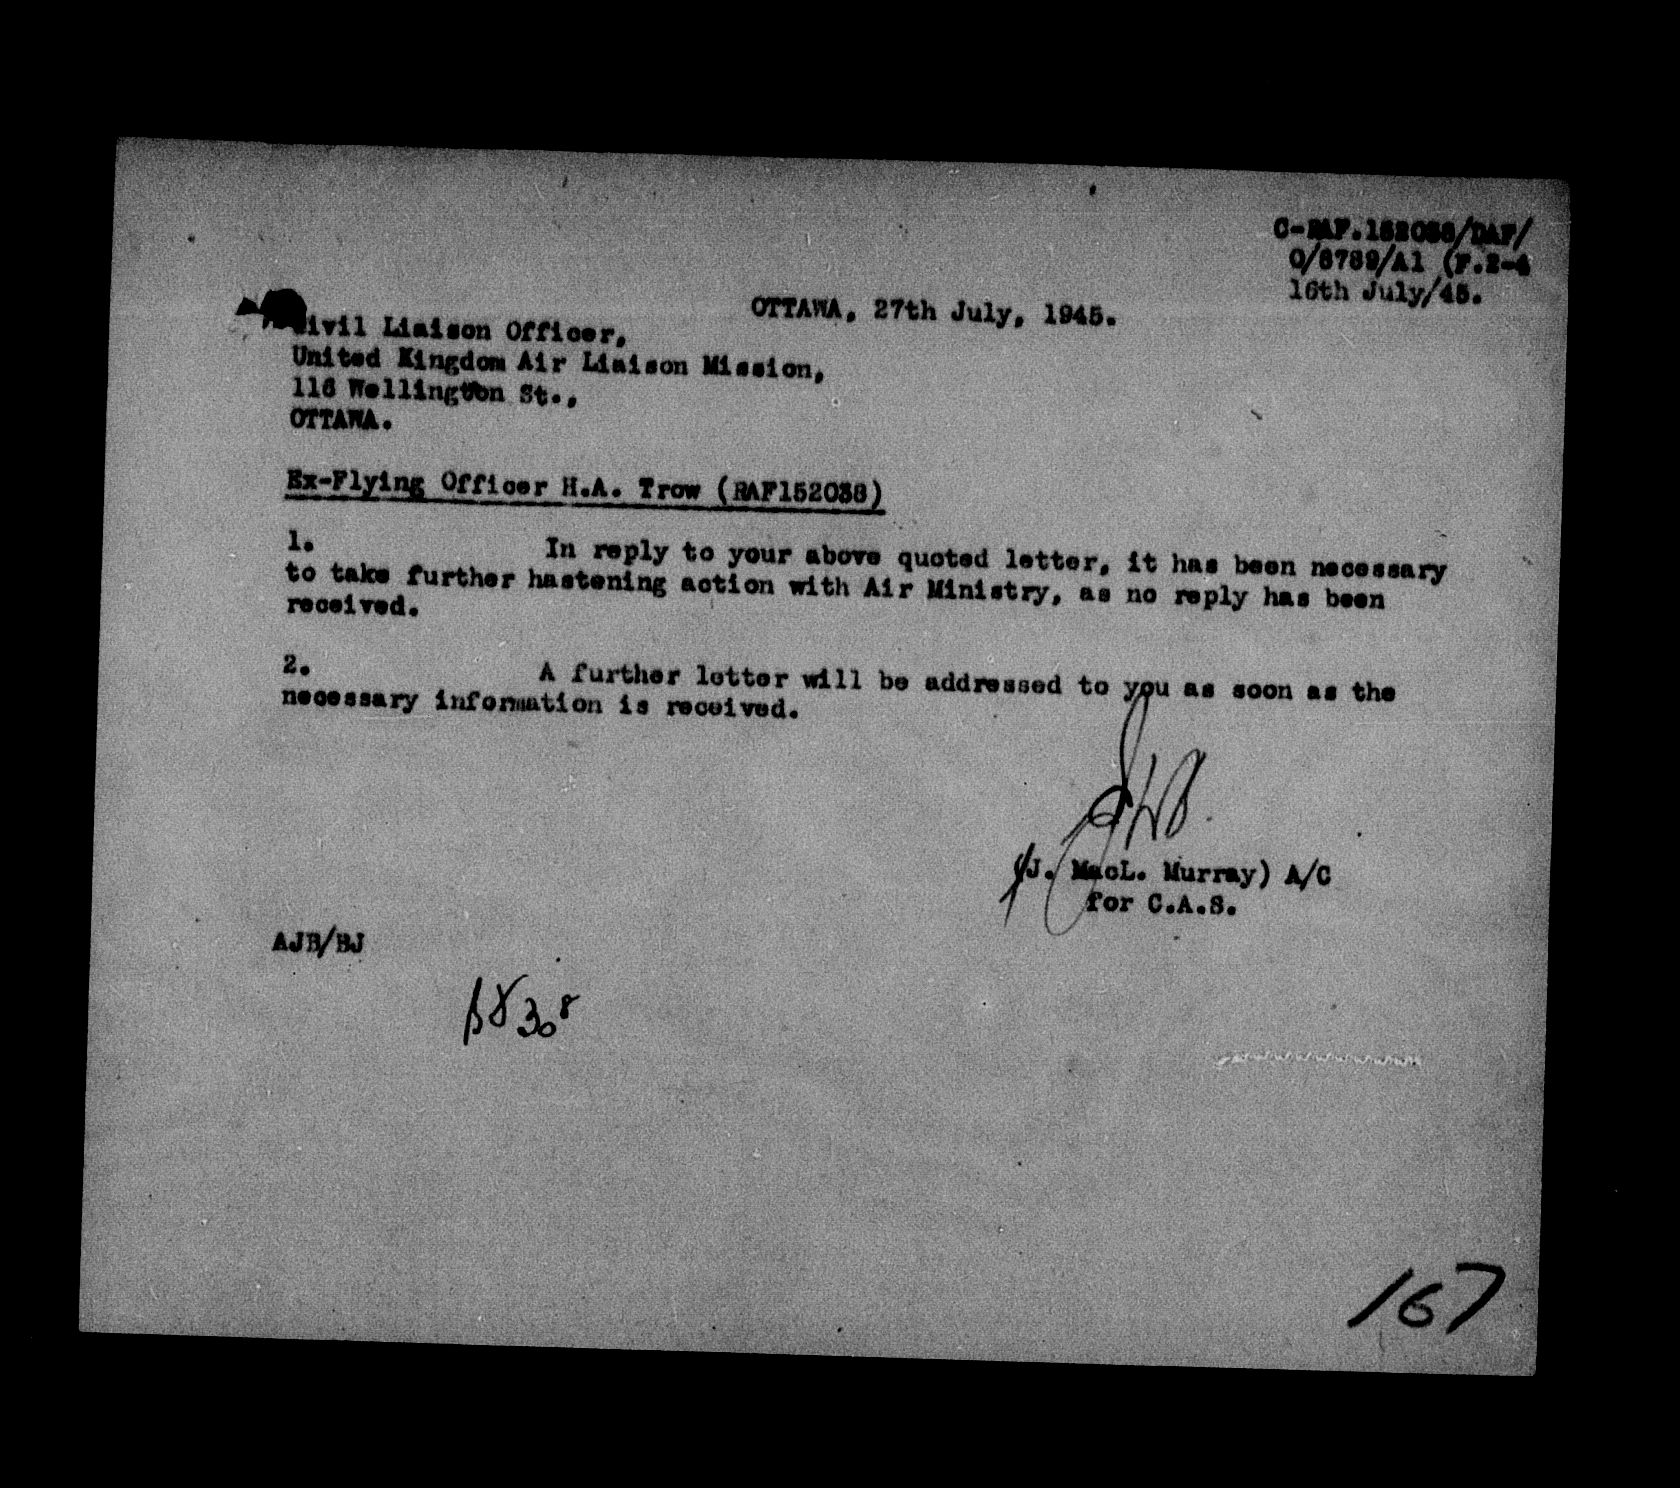 C-RAF.152038/DAF/
O/8789/A1 (F.2-4
16th July/45.
OTTAWA, 27th July, 1945.
Civil Liaison Officer,
United Kingdom Air Liaison Mission,
116 Wellington St.,
OTTAWA.
Ex-Flying Officer H.A. Trow (RAF152038)
1. In reply to your above quoted letter, it has been necessary
to take further hastening action with Air Ministry, as no reply has been
received.
2. A further letter will be addressed to you as soon as the
necessary information is received.
(J. MacL. Murray) A/C
for C.A.S.
AJB/BJ
167